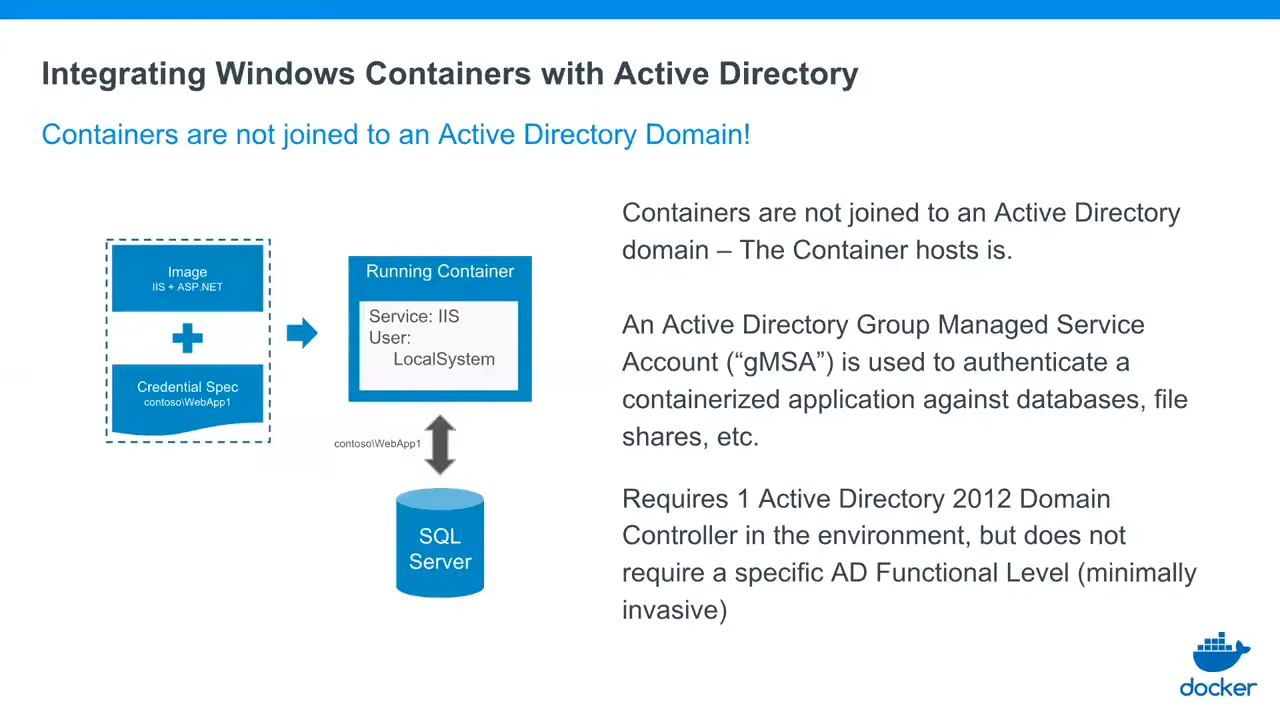 Integrating Windows Containers with Active Directory
Containers are not joined to an Active Directory Domain!
Image
IIS + ASP.NET
Credential Spec
contoso\WebApp1
Running Container
Service: IIS
User:
LocalSystem
contoso\WebApp1
SQL
Server
Containers are not joined to an Active Directory
domain – The Container hosts is.
An Active Directory Group Managed Service
Account (“gMSA”) is used to authenticate a
containerized application against databases, file
shares, etc.
Requires 1 Active Directory 2012 Domain
Controller in the environment, but does not
require a specific AD Functional Level (minimally
invasive)
docker